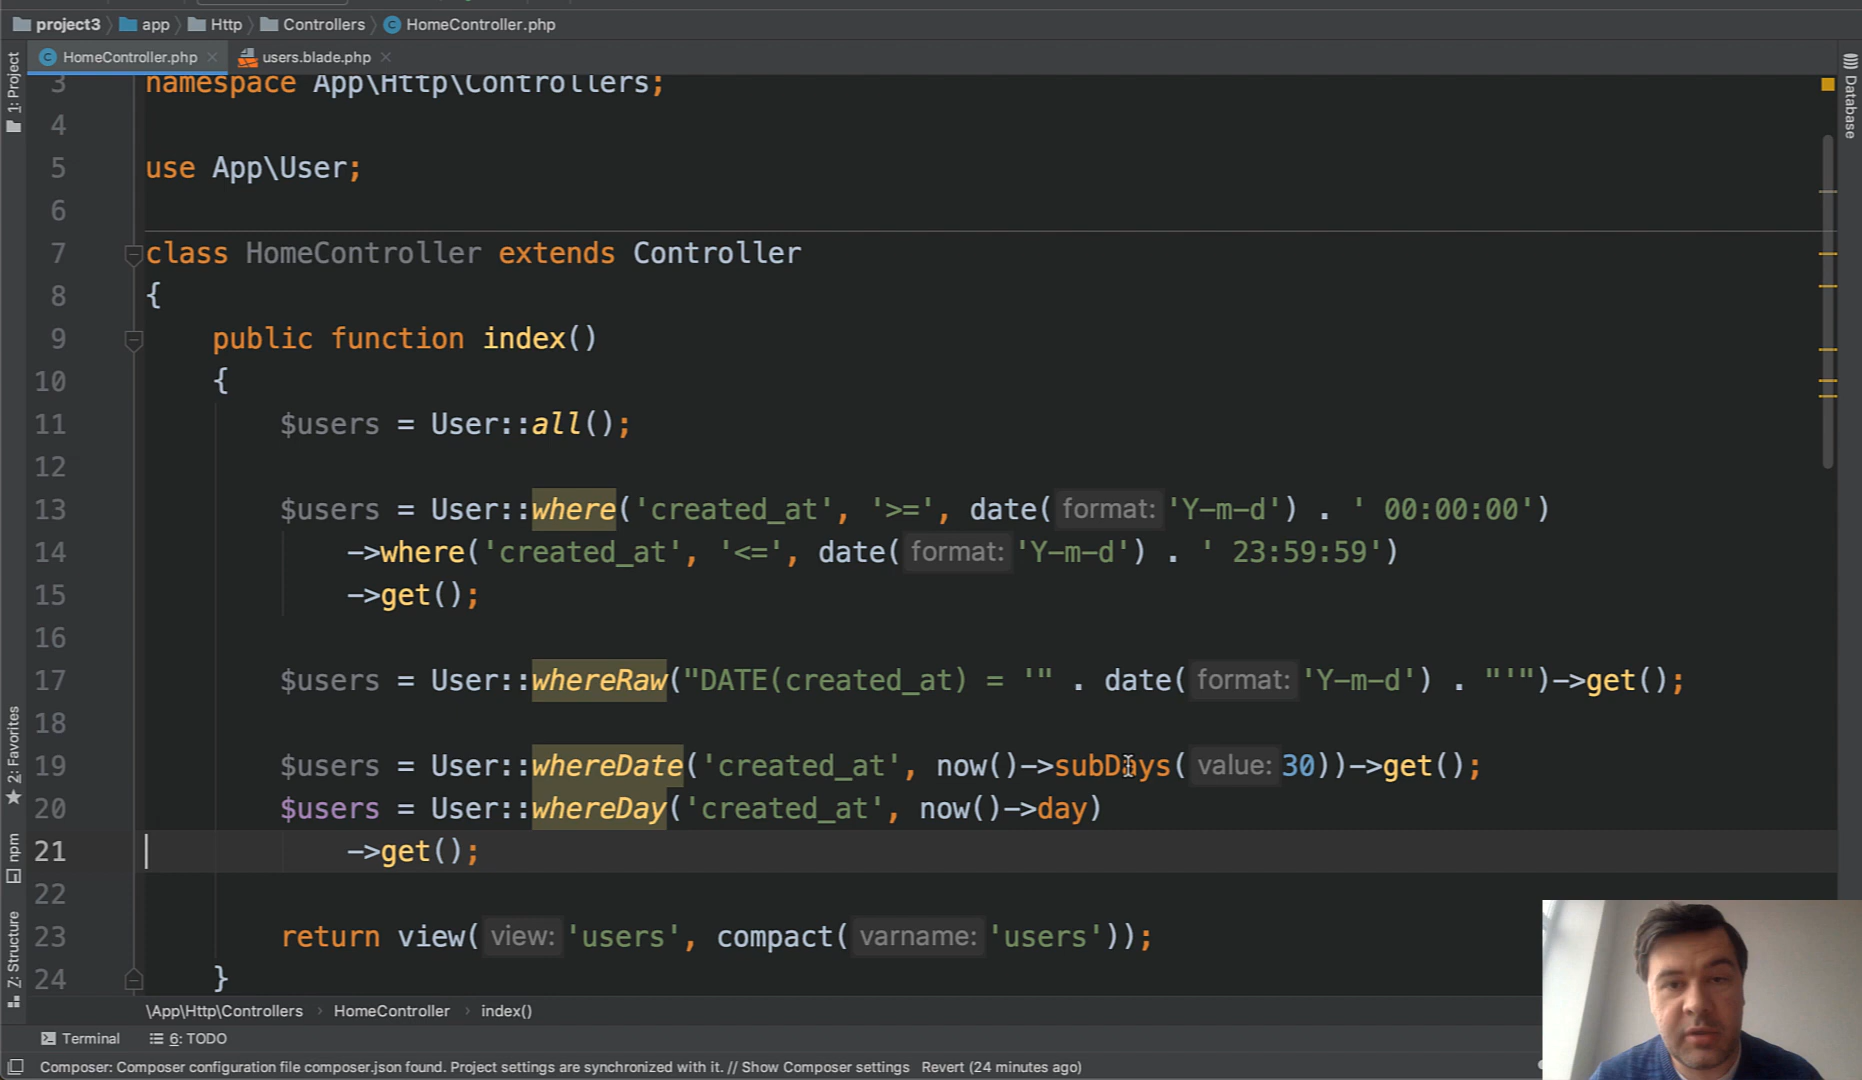 project3 app Http Controllers HomeController.php
HomeController.php users.blade.php
1: Project
Database
2: Favorites
npm
Z: Structure
3 namespace App\Http\Controllers;
4
5 use App\User;
6
7 class HomeController extends Controller
8 {
9 public function index()
10 {
11 $users = User::all();
12
13 $users = User::where('created_at', '>=', date( format: 'Y-m-d') . ' 00:00:00')
14 ->where('created_at', '<=', date( format: 'Y-m-d') . ' 23:59:59')
15 ->get();
16
17 $users = User::whereRaw("DATE(created_at) = '" . date( format: 'Y-m-d') . "'")->get();
18
19 $users = User::whereDate('created_at', now()->subDays( value: 30))->get();
20 $users = User::whereDay('created_at', now()->day)
21 ->get();
22
23 return view( view: 'users', compact( varname: 'users'));
24 }
\App\Http\Controllers › HomeController › index()
Terminal 6: TODO
Composer: Composer configuration file composer.json found. Project settings are synchronized with it. // Show Composer settings Revert (24 minutes ago)